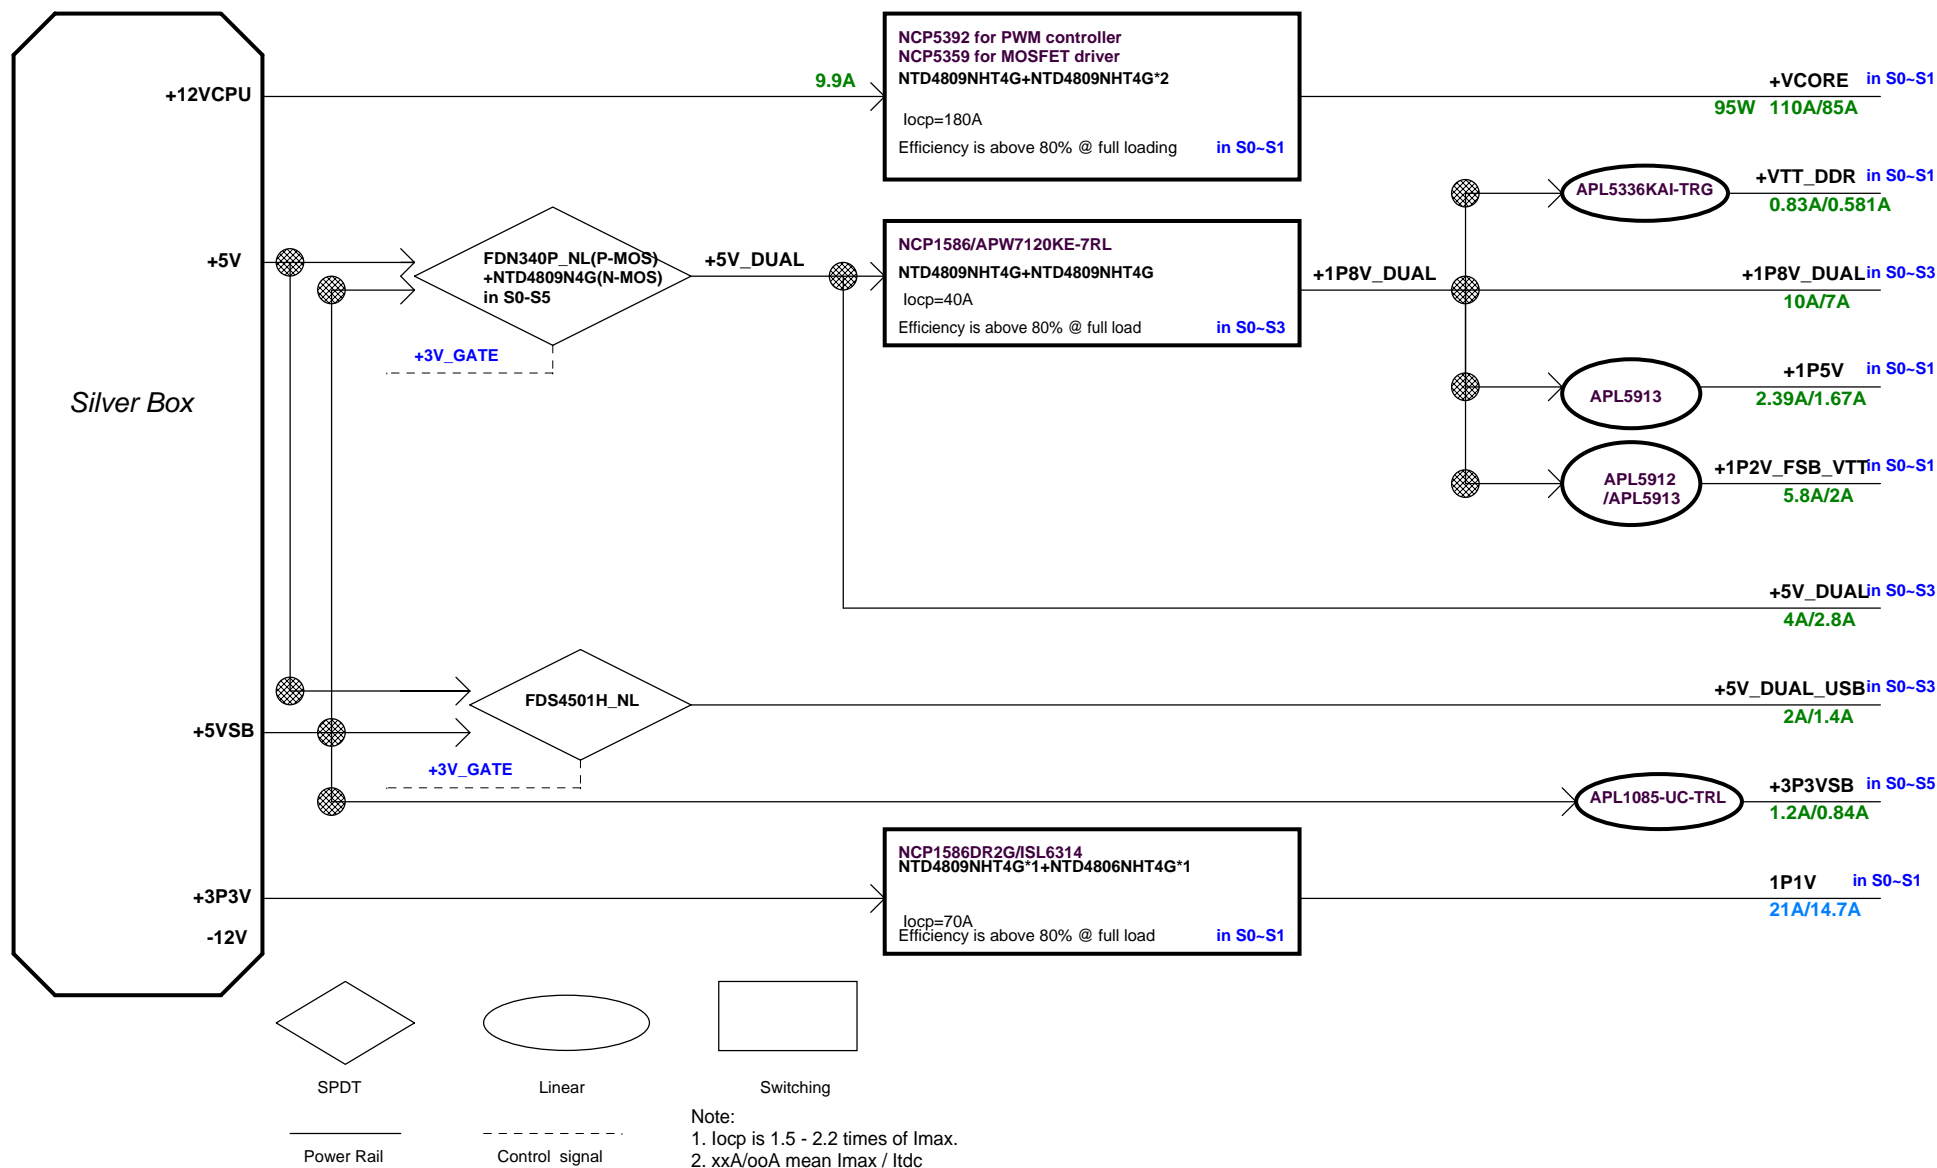 Silver Box
+12VCPU
9.9A
NCP5392 for PWM controller
NCP5359 for MOSFET driver
NTD4809NHT4G+NTD4809NHT4G*2
Iocp=180A
Efficiency is above 80% @ full loading in S0~S1
+VCORE in S0~S1
95W 110A/85A
+5V
FDN340P_NL(P-MOS)
+NTD4809N4G(N-MOS)
in S0-S5
+3V_GATE
+5V_DUAL
NCP1586/APW7120KE-7RL
NTD4809NHT4G+NTD4809NHT4G
Iocp=40A
Efficiency is above 80% @ full load in S0~S3
+1P8V_DUAL
APL5336KAI-TRG
+VTT_DDR in S0~S1
0.83A/0.581A
+1P8V_DUAL in S0~S3
10A/7A
APL5913
+1P5V in S0~S1
2.39A/1.67A
APL5912
/APL5913
+1P2V_FSB_VTT in S0~S1
5.8A/2A
+5V_DUAL in S0~S3
4A/2.8A
FDS4501H_NL
+5V_DUAL_USB in S0~S3
2A/1.4A
+5VSB
+3V_GATE
APL1085-UC-TRL
+3P3VSB in S0~S5
1.2A/0.84A
+3P3V
NCP1586DR2G/ISL6314
NTD4809NHT4G*1+NTD4806NHT4G*1
Iocp=70A
Efficiency is above 80% @ full load in S0~S1
1P1V in S0~S1
21A/14.7A
-12V
SPDT
Linear
Switching
Power Rail
Control signal
Note:
1. Iocp is 1.5 - 2.2 times of Imax.
2. xxA/ooA mean Imax / Itdc